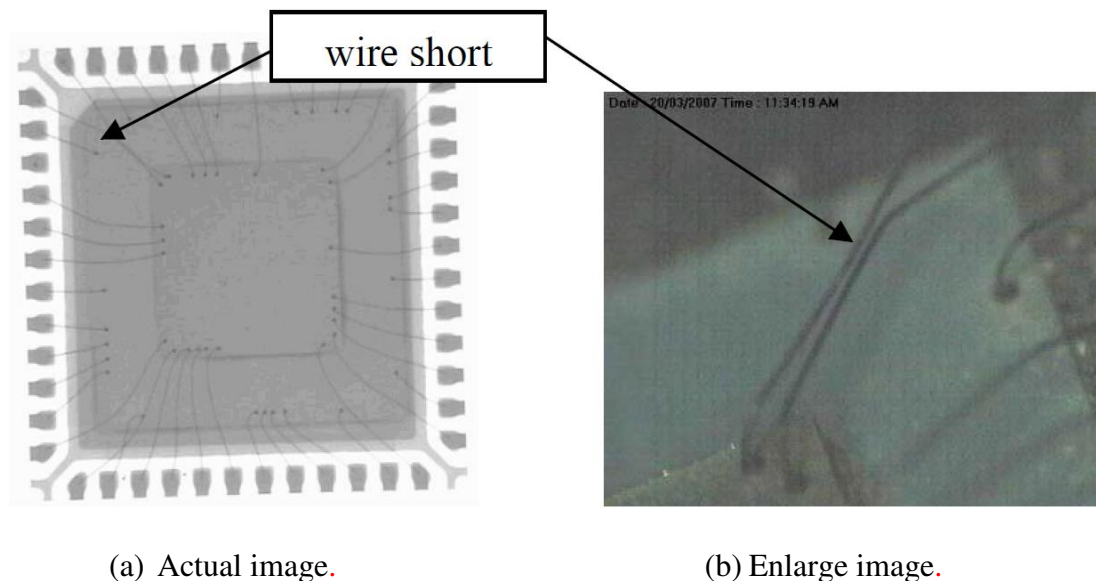 wire short
Date : 20/03/2007 Time : 11:34:19 AM
(a) Actual image.
(b) Enlarge image.